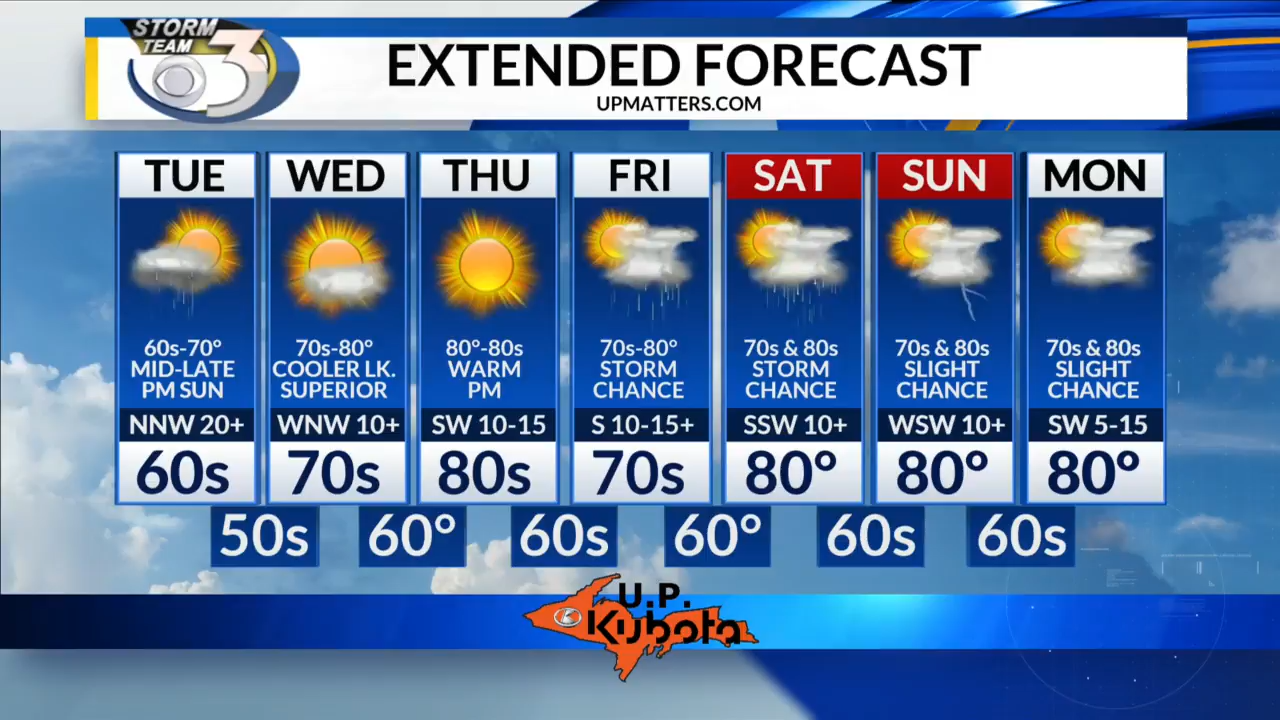 STORM
TEAM
3
EXTENDED FORECAST
UPMATTERS.COM
TUE
60s-70°
MID-LATE
PM SUN
NNW 20+
60s
WED
70s-80°
COOLER LK.
SUPERIOR
WNW 10+
70s
THU
80°-80s
WARM
PM
SW 10-15
80s
FRI
70s-80°
STORM
CHANCE
S 10-15+
70s
SAT
70s & 80s
STORM
CHANCE
SSW 10+
80°
SUN
70s & 80s
SLIGHT
CHANCE
WSW 10+
80°
MON
70s & 80s
SLIGHT
CHANCE
SW 5-15
80°
50s
60°
60s
60°
60s
60s
U.P.
Kubota